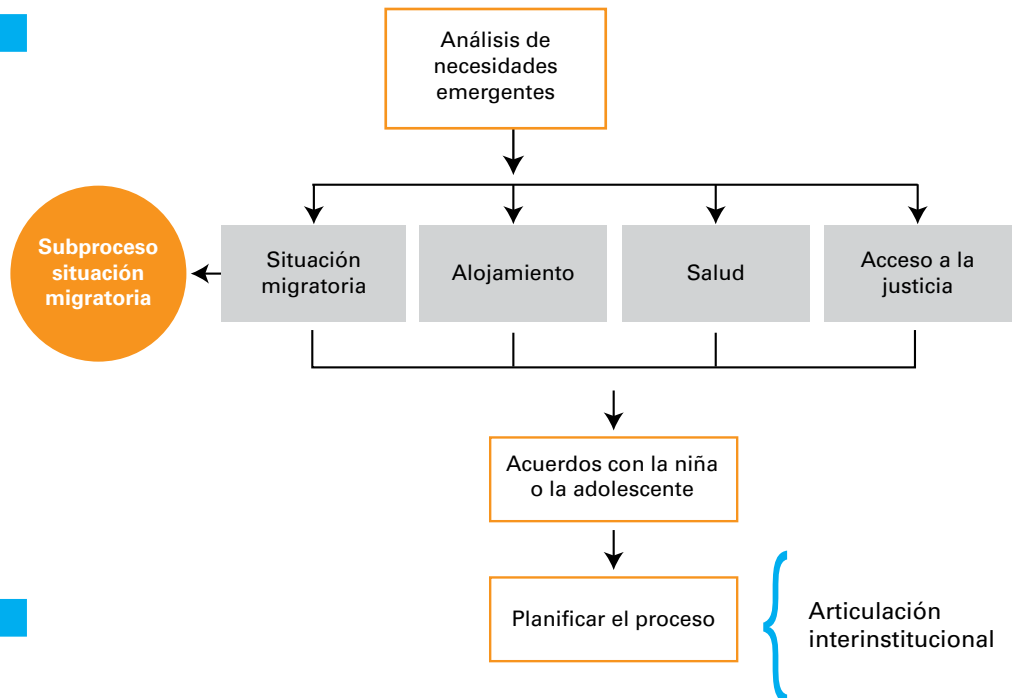 Análisis de
necesidades
emergentes
Subproceso
situación
migratoria
Situación
migratoria
Alojamiento
Salud
Acceso a la
justicia
Acuerdos con la niña
o la adolescente
Planificar el proceso
Articulación
interinstitucional